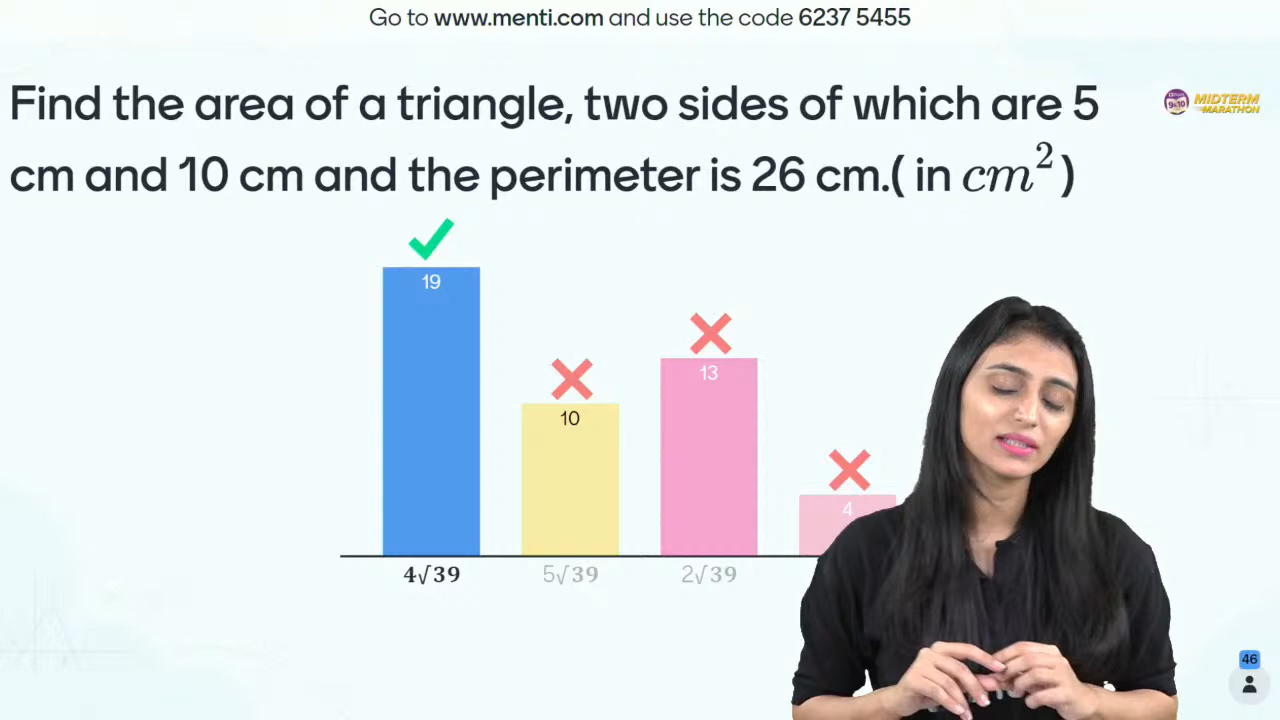 Go to www.menti.com and use the code 6237 5455
Find the area of a triangle, two sides of which are 5
cm and 10 cm and the perimeter is 26 cm.( in cm²)
MIDTERM
MARATHON
9&10
19
10
13
4
4√39
5√39
2√39
46